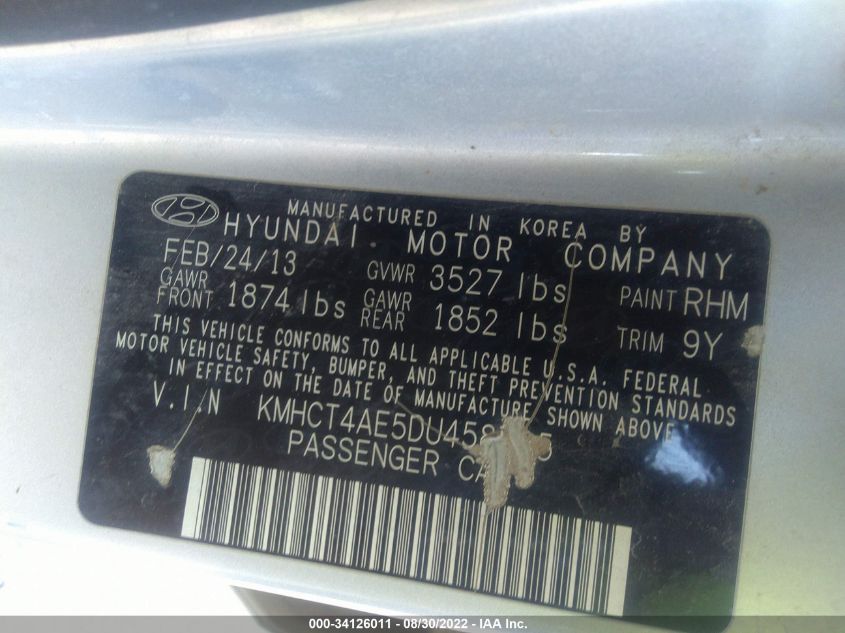 MANUFACTURED IN KOREA BY
HYUNDAI MOTOR COMPANY
FEB/24/13 GVWR 3527 lbs PAINT RHM
GAWR FRONT 1874 lbs GAWR REAR 1852 lbs TRIM 9Y
THIS VEHICLE CONFORMS TO ALL APPLICABLE U.S.A. FEDERAL
MOTOR VEHICLE SAFETY, BUMPER, AND THEFT PREVENTION STANDARDS
IN EFFECT ON THE DATE OF MANUFACTURE SHOWN ABOVE.
V.I.N
PASSENGER
000-34126011 - 08/30/2022 - IAA Inc.